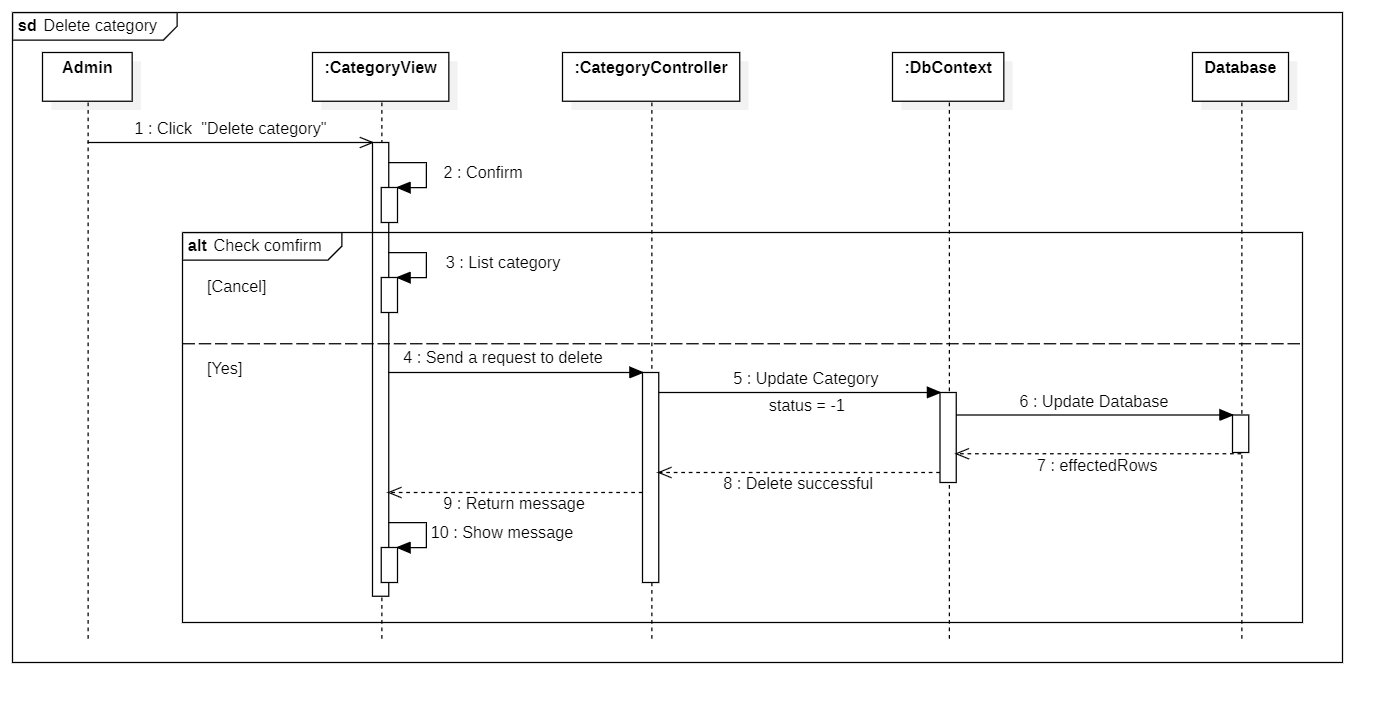 sd Delete category
Admin
:CategoryView
:CategoryController
:DbContext
Database
1 : Click  "Delete category"
2 : Confirm
alt Check comfirm
3 : List category
[Cancel]
4 : Send a request to delete
[Yes]
5 : Update Category
status = -1
6 : Update Database
7 : effectedRows
8 : Delete successful
9 : Return message
10 : Show message